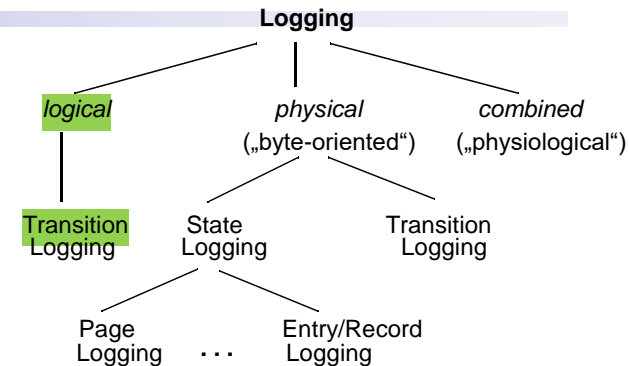 Logging
logical physical combined
(„byte-oriented“) („physiological“)
Transition State Transition
Logging Logging Logging
Page Entry/Record
Logging ... Logging